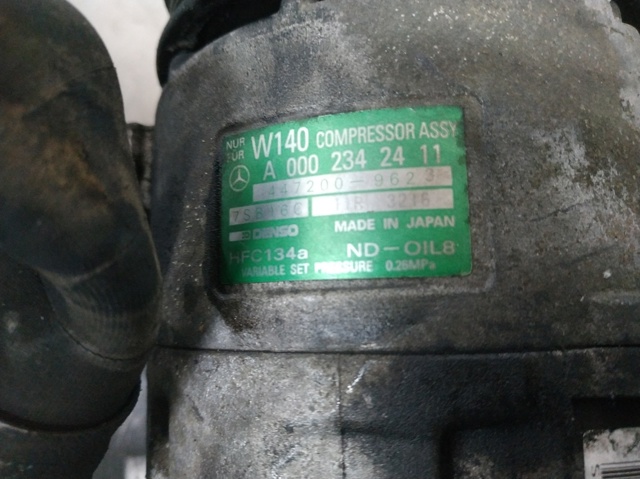 NUR FÜR W140 COMPRESSOR ASSY
A 000 234 24 11
447200-9623
7SB16C
DENSO MADE IN JAPAN
HFC134a ND-OIL8
VARIABLE SET PRESSURE 0.26MPa